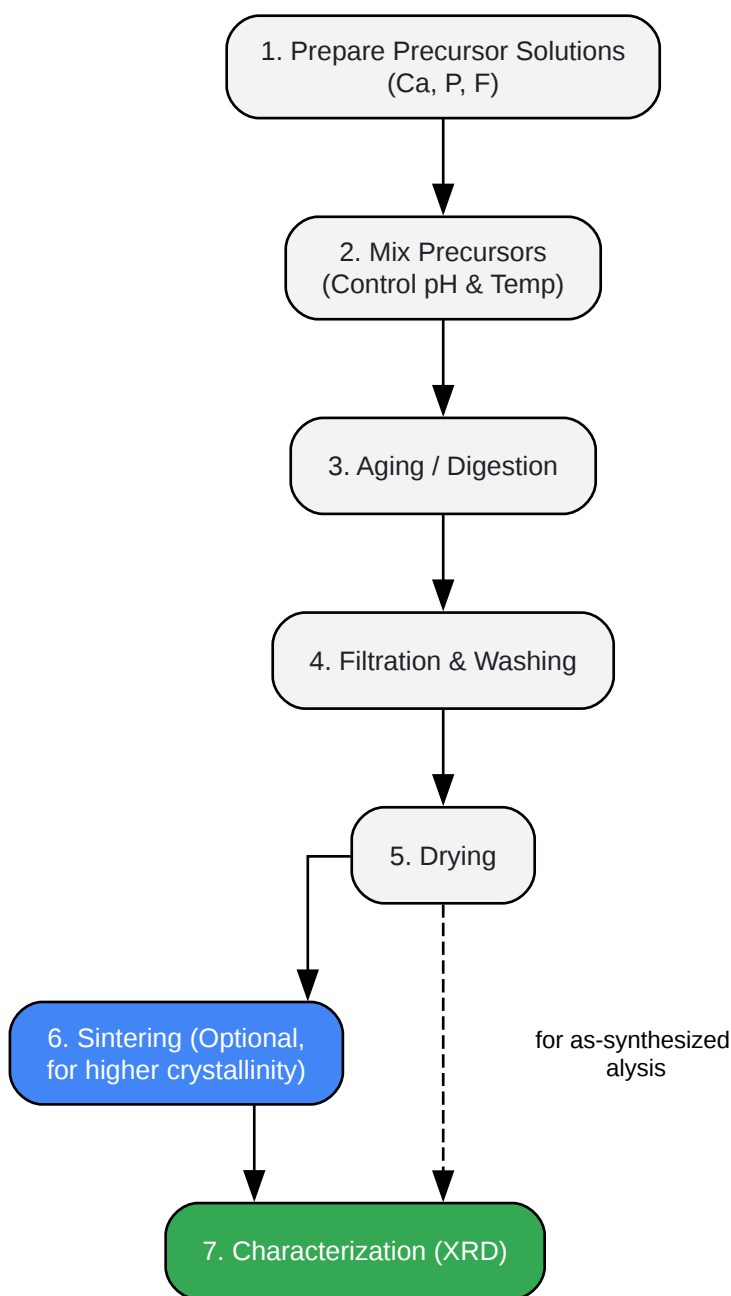 1. Prepare Precursor Solutions
(Ca, P, F)
2. Mix Precursors
(Control pH & Temp)
3. Aging / Digestion
4. Filtration & Washing
5. Drying
6. Sintering (Optional,
for higher crystallinity)
for as-synthesized
alysis
7. Characterization (XRD)